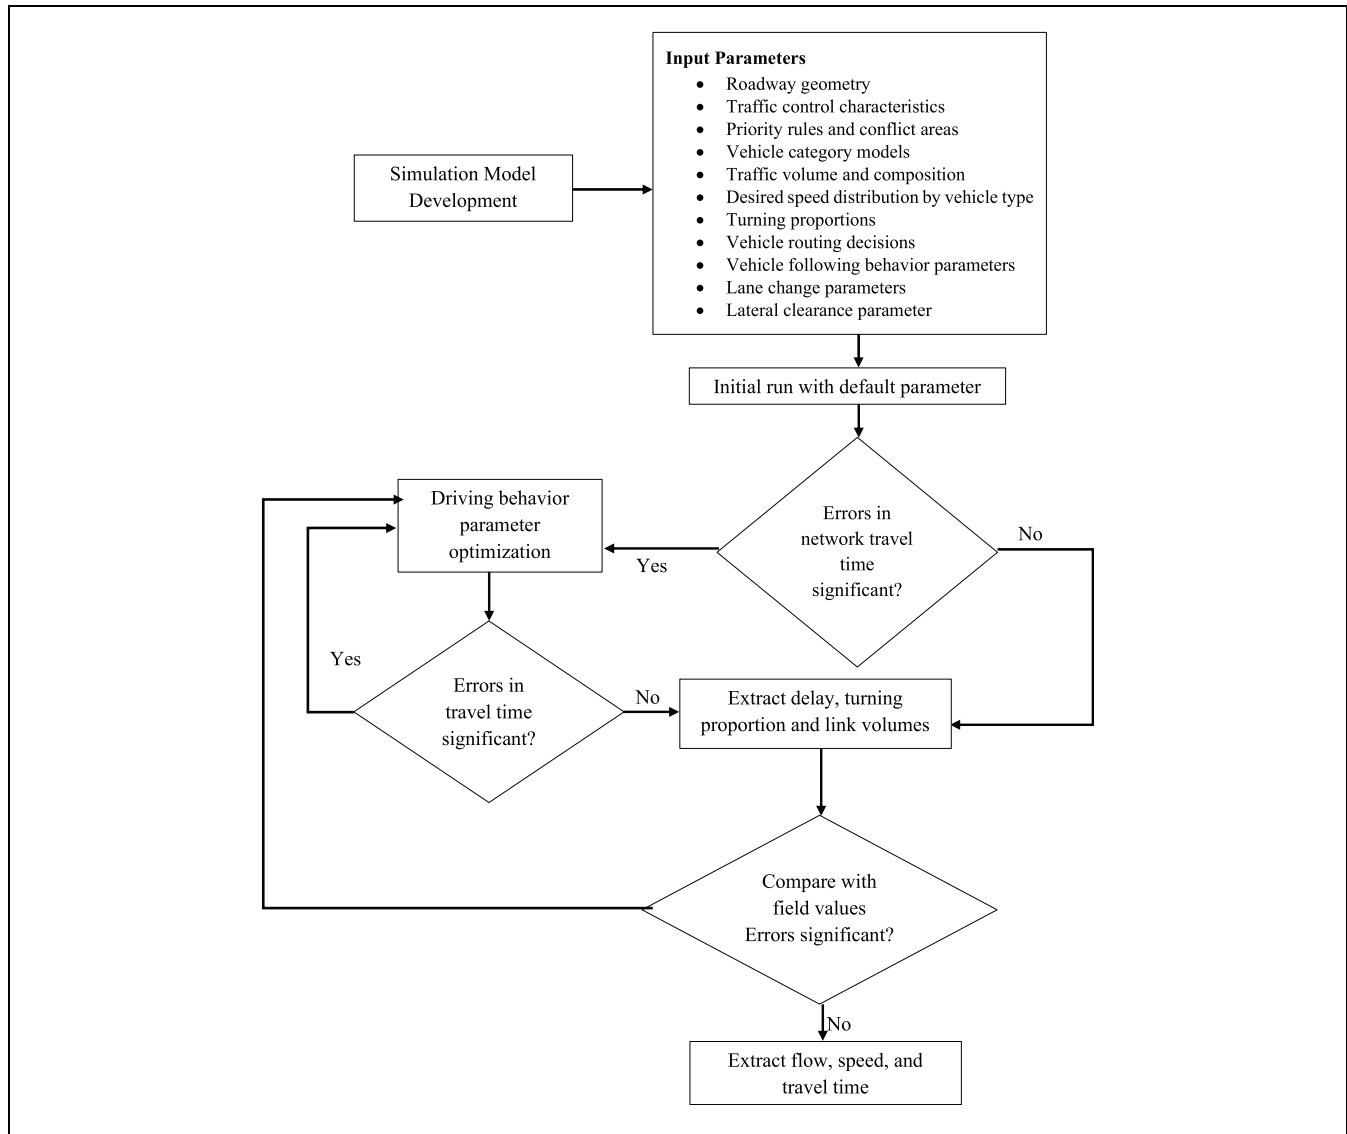 Input Parameters
• Roadway geometry
• Traffic control characteristics
• Priority rules and conflict areas
• Vehicle category models
• Traffic volume and composition
• Desired speed distribution by vehicle type
• Turning proportions
• Vehicle routing decisions
• Vehicle following behavior parameters
• Lane change parameters
• Lateral clearance parameter
Simulation Model
Development
Initial run with default parameter
Errors in
network travel
time
significant?
No
Yes
Driving behavior
parameter
optimization
Yes
Errors in
travel time
significant?
No
Extract delay, turning
proportion and link volumes
Compare with
field values
Errors significant?
No
Extract flow, speed, and
travel time